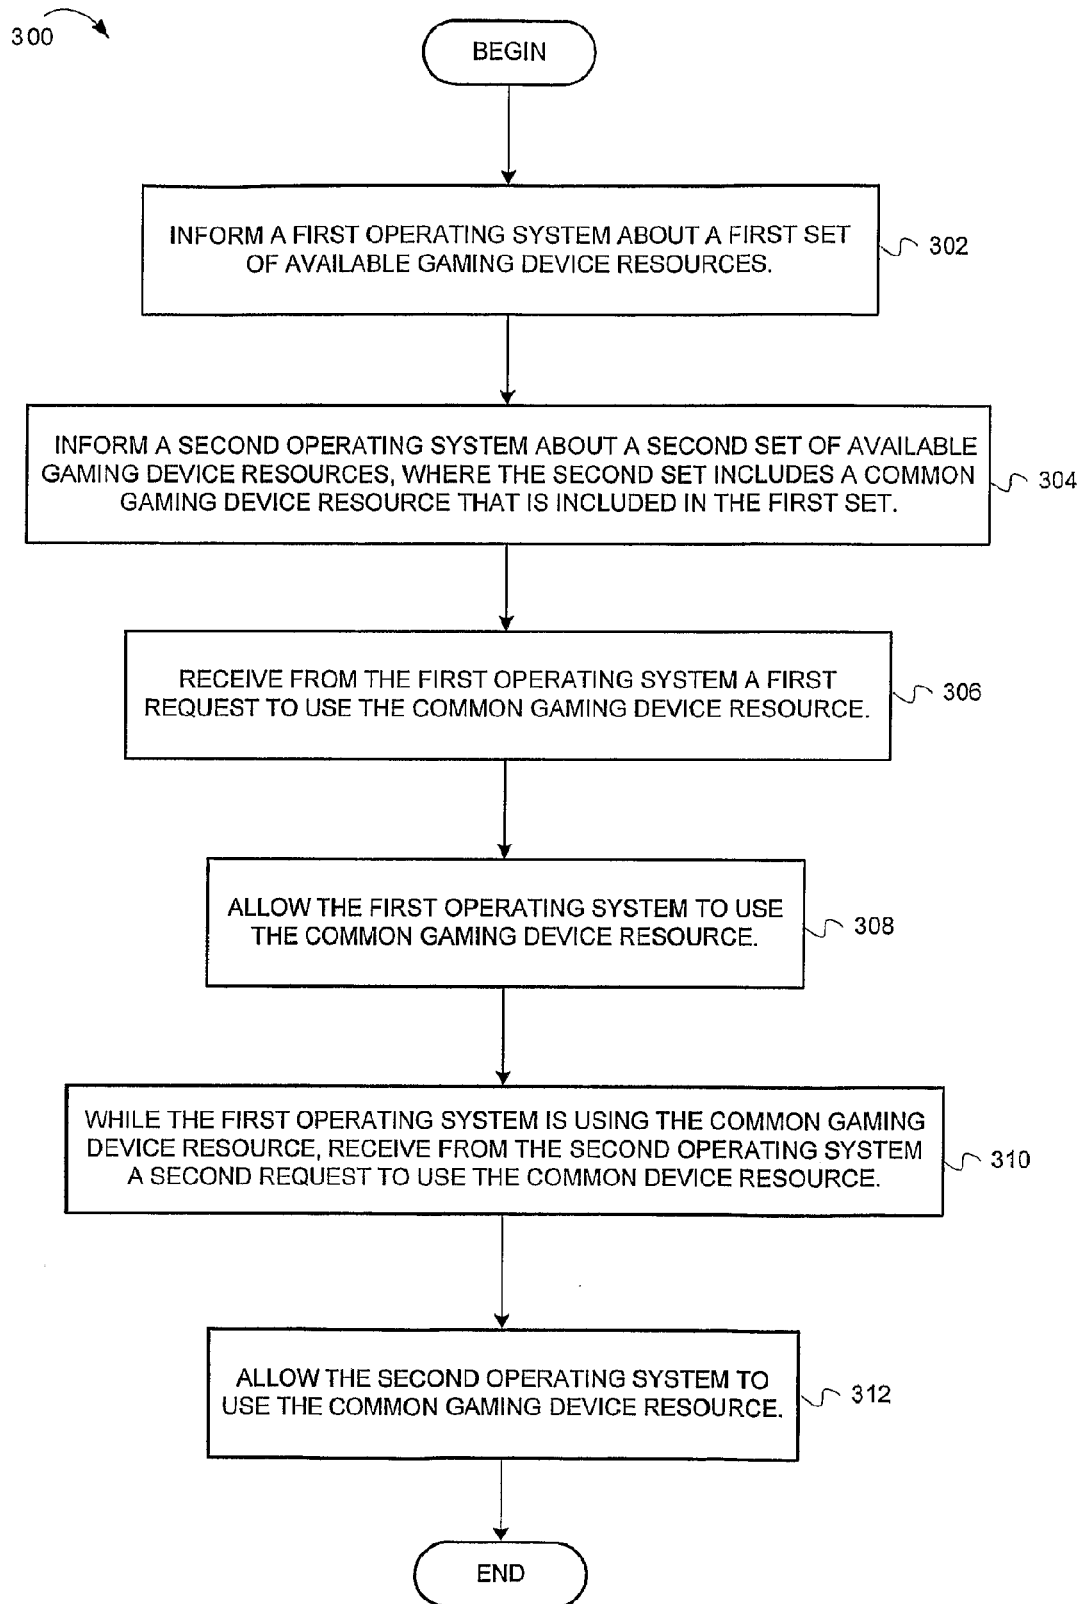 300
BEGIN
INFORM A FIRST OPERATING SYSTEM ABOUT A FIRST SET
OF AVAILABLE GAMING DEVICE RESOURCES.
302
INFORM A SECOND OPERATING SYSTEM ABOUT A SECOND SET OF AVAILABLE
GAMING DEVICE RESOURCES, WHERE THE SECOND SET INCLUDES A COMMON
GAMING DEVICE RESOURCE THAT IS INCLUDED IN THE FIRST SET.
304
RECEIVE FROM THE FIRST OPERATING SYSTEM A FIRST
REQUEST TO USE THE COMMON GAMING DEVICE RESOURCE.
306
ALLOW THE FIRST OPERATING SYSTEM TO USE
THE COMMON GAMING DEVICE RESOURCE.
308
WHILE THE FIRST OPERATING SYSTEM IS USING THE COMMON GAMING
DEVICE RESOURCE, RECEIVE FROM THE SECOND OPERATING SYSTEM
A SECOND REQUEST TO USE THE COMMON DEVICE RESOURCE.
310
ALLOW THE SECOND OPERATING SYSTEM TO
USE THE COMMON GAMING DEVICE RESOURCE.
312
END